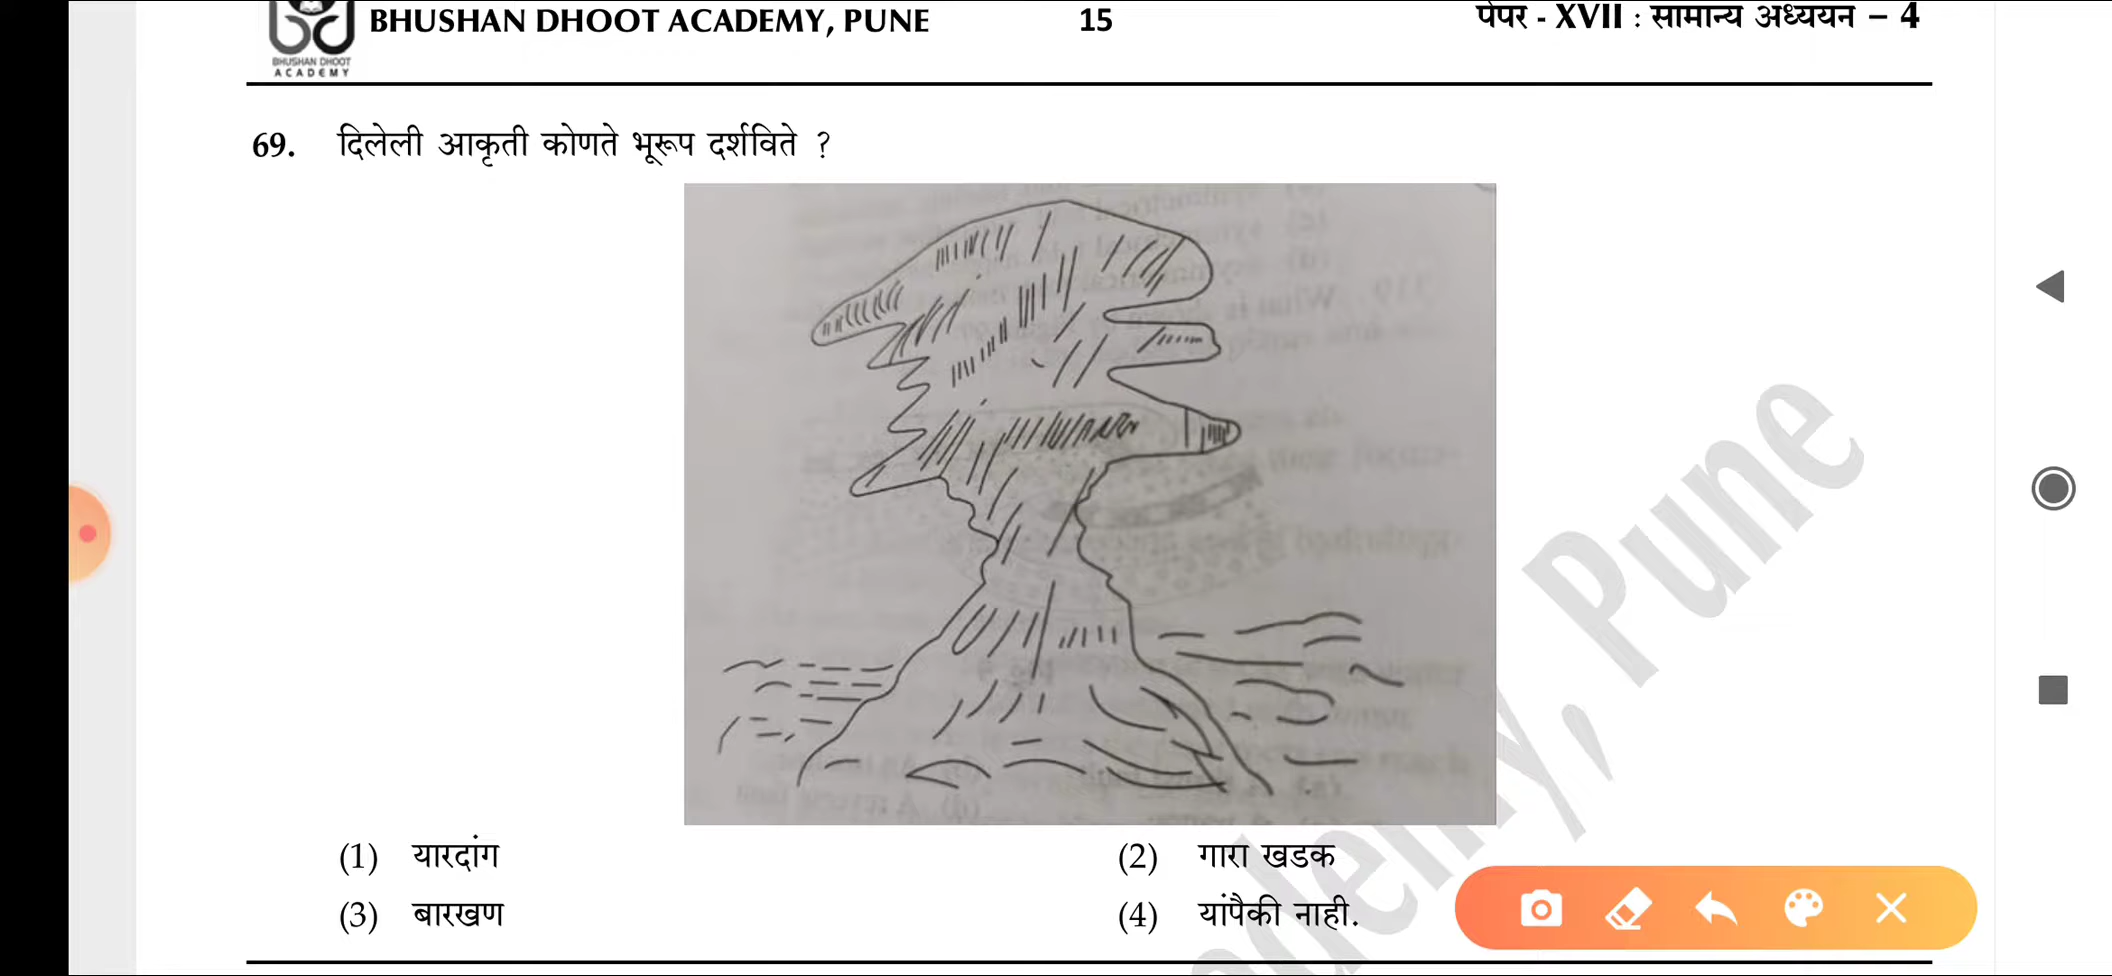 BHUSHAN DHOOT ACADEMY, PUNE 15 पेपर - XVII : सामान्य अध्ययन – 4
BHUSHAN DHOOT
ACADEMY
69. दिलेली आकृती कोणते भूरूप दर्शविते ?
(1) यारदांग (2) गारा खडक
(3) बारखण (4) यांपैकी नाही.
ademy, Pune